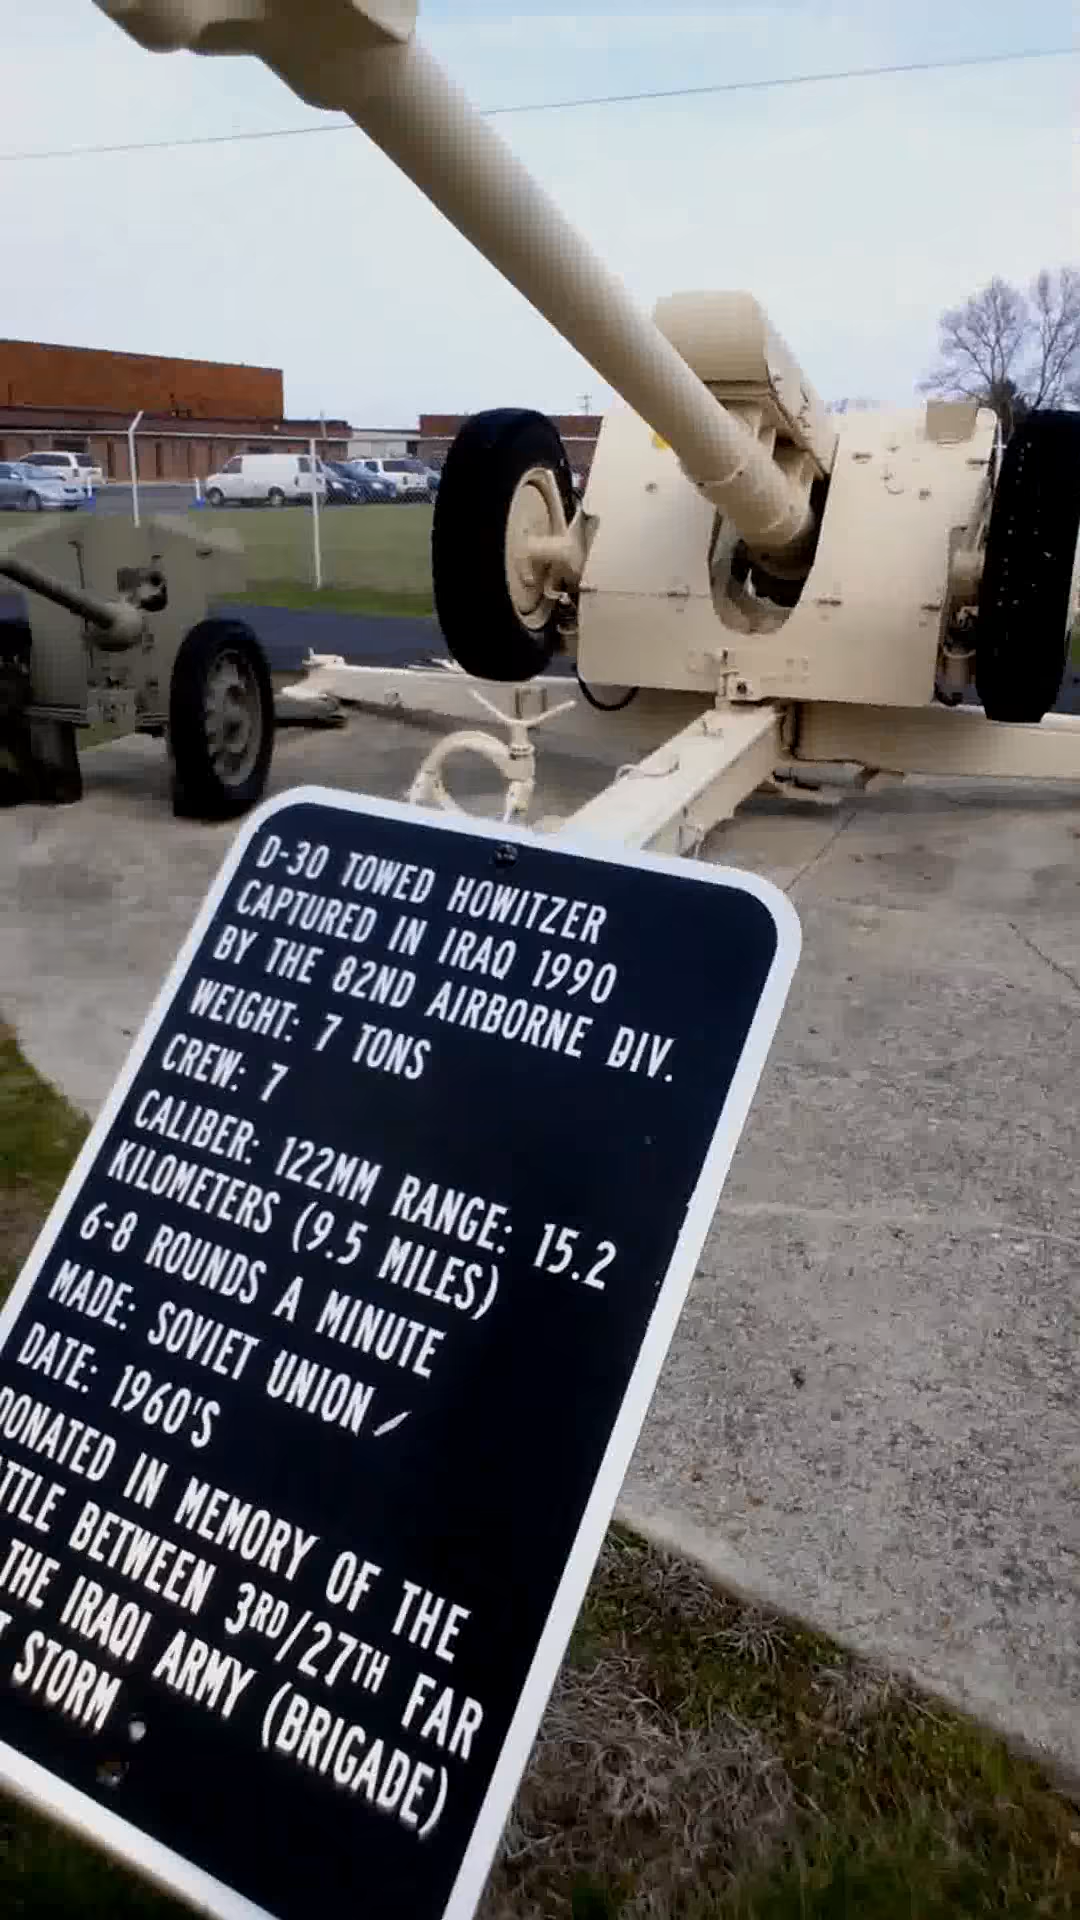 D-30 TOWED HOWITZER
CAPTURED IN IRAQ 1990
BY THE 82ND AIRBORNE DIV.
WEIGHT: 7 TONS
CREW: 7
CALIBER: 122MM RANGE: 15.2
KILOMETERS (9.5 MILES)
6-8 ROUNDS A MINUTE
MADE: SOVIET UNION
DATE: 1960'S
DONATED IN MEMORY OF THE
BETWEEN 3RD/27TH FAR
THE IRAQI ARMY (BRIGADE)
STORM